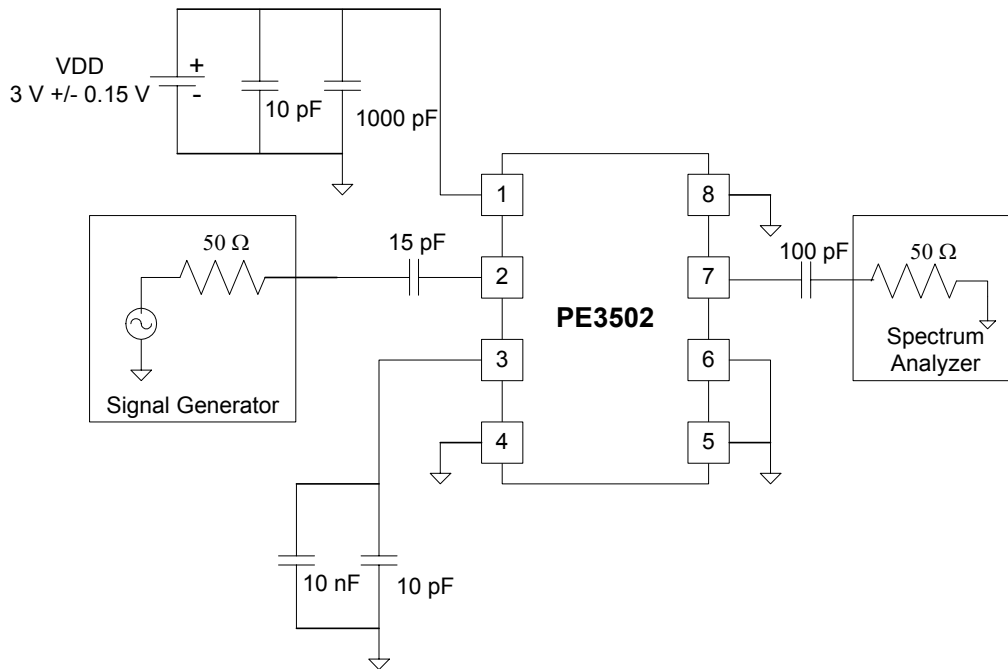 VDD
3 V +/- 0.15 V
+
-
10 pF
1000 pF
1
8
50 Ω
15 pF
2
100 pF
50 Ω
7
PE3502
Signal Generator
3
6
Spectrum
Analyzer
4
5
10 nF
10 pF